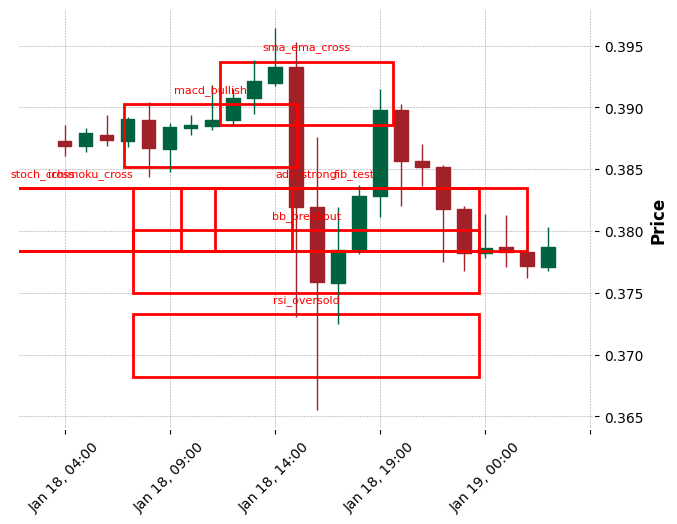 sma_ema_cross
macd_bullish
stoch_cross
ichimoku_cross
adx_strong
fib_test
bb_breakout
rsi_oversold
0.395
0.390
0.385
0.380
0.375
0.370
0.365
Price
Jan 18, 04:00
Jan 18, 09:00
Jan 18, 14:00
Jan 18, 19:00
Jan 19, 00:00